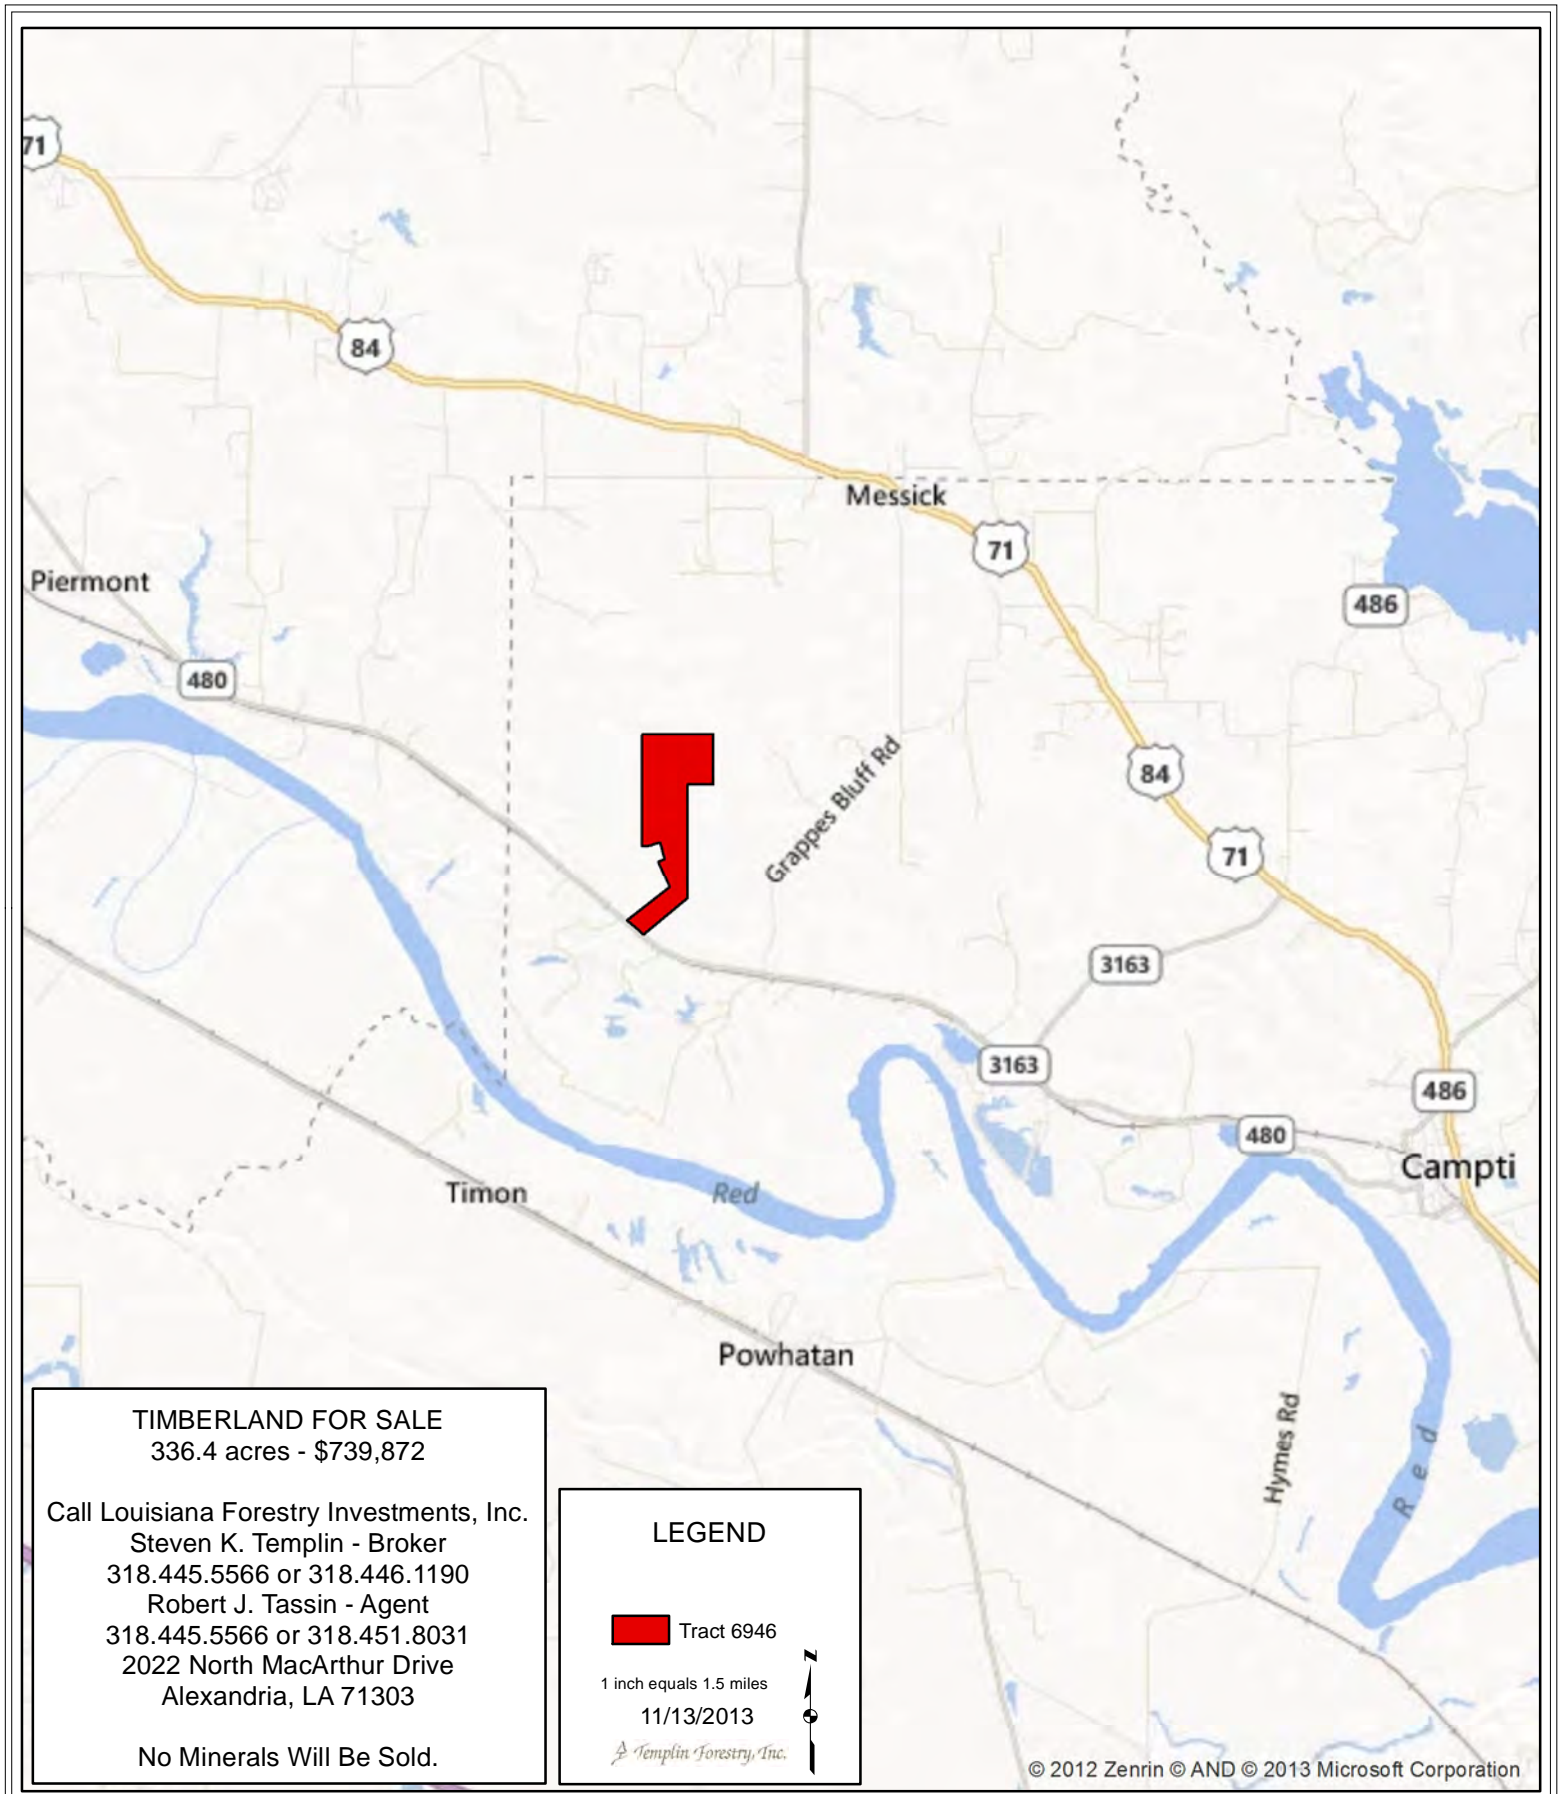 71
84
Messick
71
Piermont
486
480
Grappes Bluff Rd
84
71
3163
3163
486
480
Campti
Timon
Red
Powhatan
Hymes Rd
Red
TIMBERLAND FOR SALE
336.4 acres - $739,872
Call Louisiana Forestry Investments, Inc.
Steven K. Templin - Broker
318.445.5566 or 318.446.1190
Robert J. Tassin - Agent
318.445.5566 or 318.451.8031
2022 North MacArthur Drive
Alexandria, LA 71303
No Minerals Will Be Sold.
LEGEND
Tract 6946
1 inch equals 1.5 miles
11/13/2013
Templin Forestry, Inc.
N
© 2012 Zenrin © AND © 2013 Microsoft Corporation